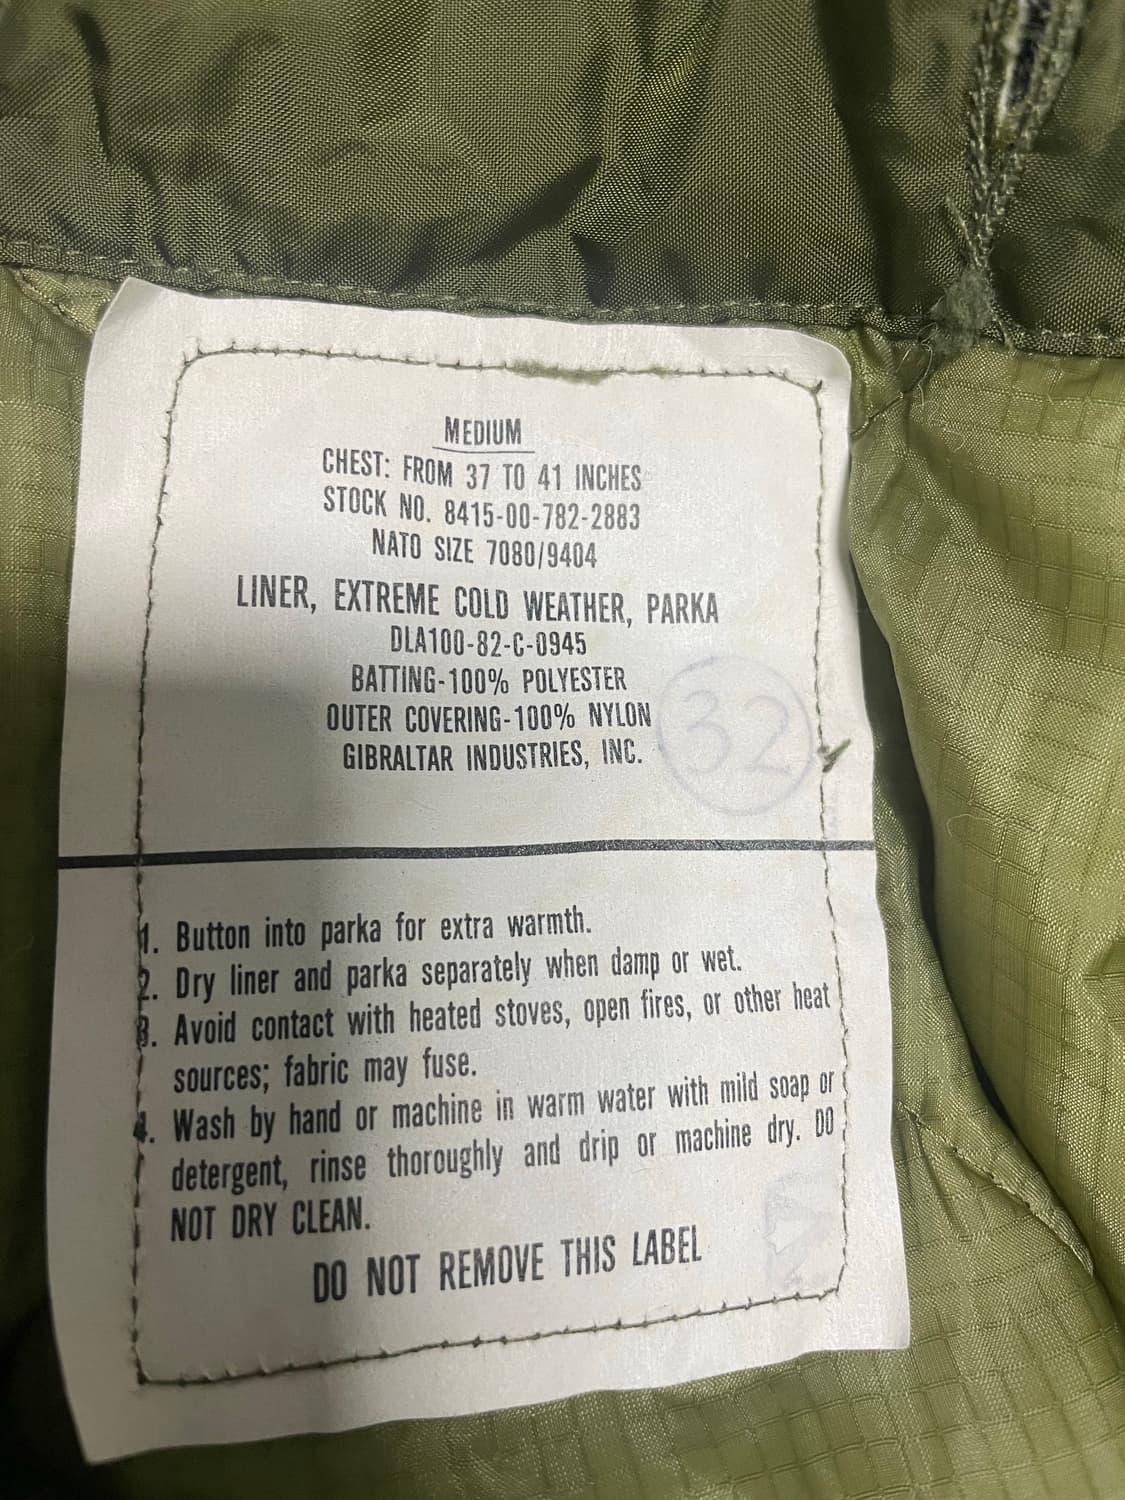 MEDIUM
CHEST: FROM 37 TO 41 INCHES
STOCK NO. 8415-00-782-2883
NATO SIZE 7080/9404
LINER, EXTREME COLD WEATHER, PARKA
DLA100-82-C-0945
BATTING-100% POLYESTER
OUTER COVERING-100% NYLON
GIBRALTAR INDUSTRIES, INC.
32
1. Button into parka for extra warmth.
2. Dry liner and parka separately when damp or wet.
3. Avoid contact with heated stoves, open fires, or other heat
sources; fabric may fuse.
4. Wash by hand or machine in warm water with mild soap or
detergent, rinse thoroughly and drip or machine dry. DO
NOT DRY CLEAN.
DO NOT REMOVE THIS LABEL